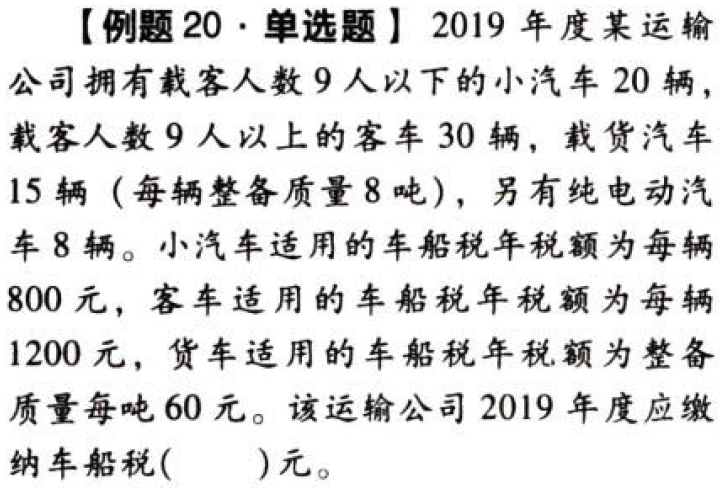 【例题 20·单选题】 2019 年度某运输
公司拥有载客人数 9 人以下的小汽车 20 辆，
载客人数 9 人以上的客车 30 辆，载货汽车
15 辆（每辆整备质量 8 吨），另有纯电动汽
车 8 辆。小汽车适用的车船税年税额为每辆
800 元，客车适用的车船税年税额为每辆
1200 元，货车适用的车船税年税额为整备
质量每吨 60 元。该运输公司 2019 年度应缴
纳车船税(　　)元。